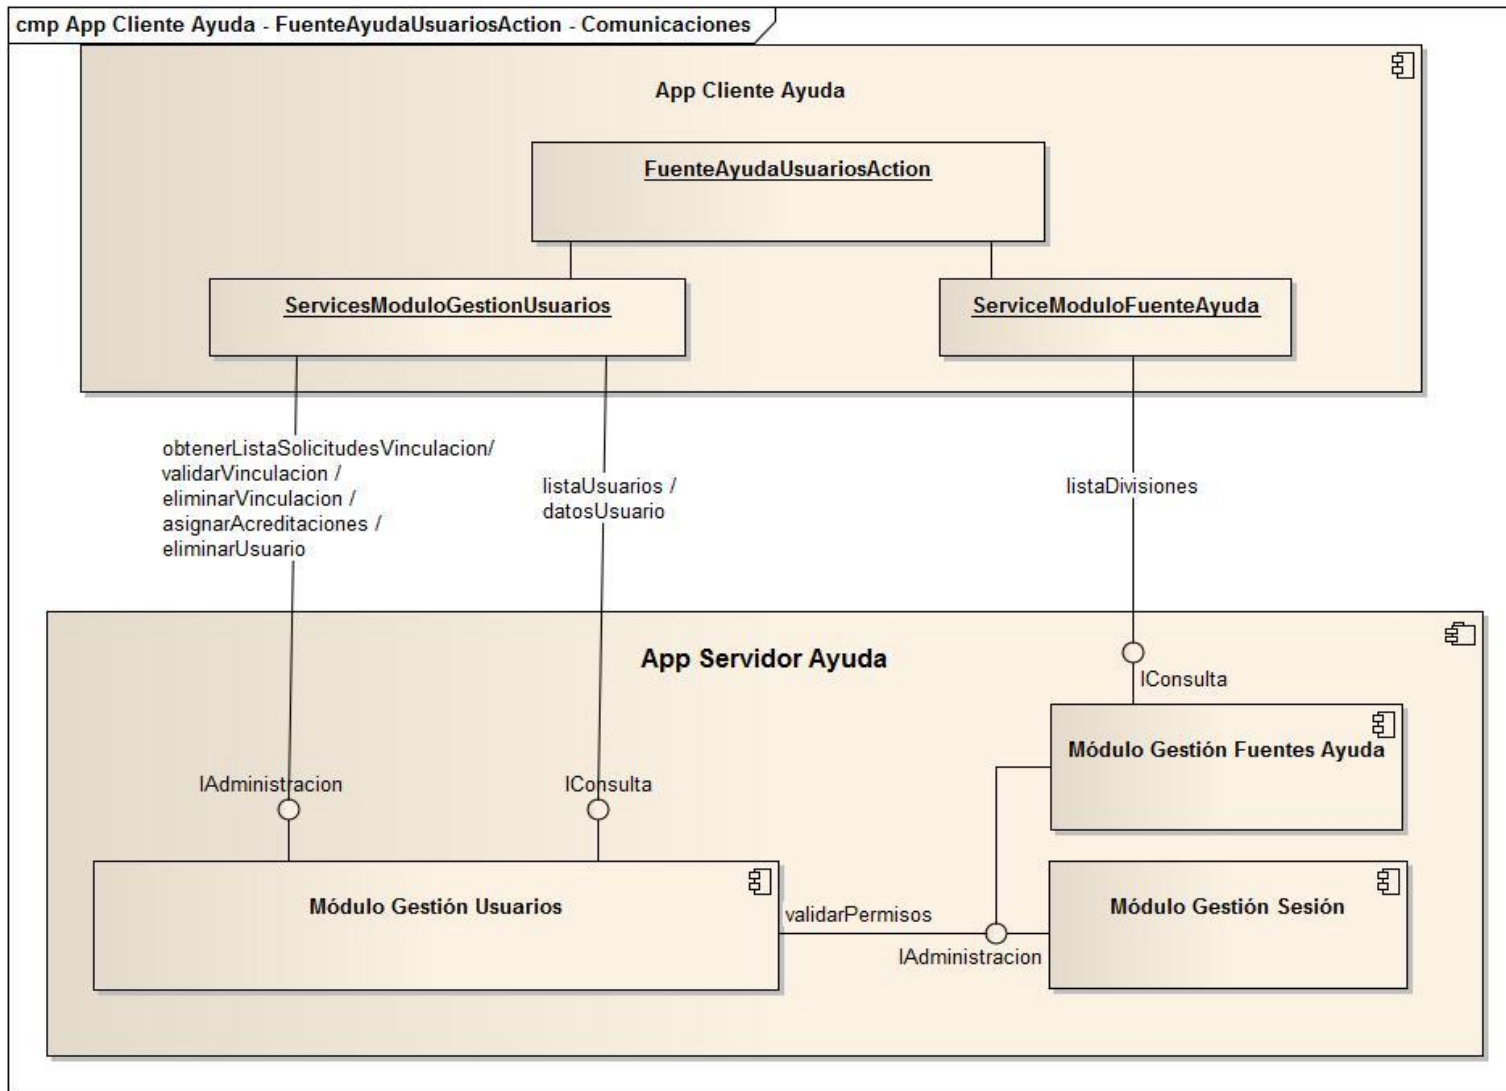 cmp App Cliente Ayuda - FuenteAyudaUsuariosAction - Comunicaciones
App Cliente Ayuda
FuenteAyudaUsuariosAction
ServicesModuloGestionUsuarios
ServiceModuloFuenteAyuda
obtenerListaSolicitudesVinculacion/
validarVinculacion /
eliminarVinculacion /
asignarAcreditaciones /
eliminarUsuario
listaUsuarios /
datosUsuario
listaDivisiones
App Servidor Ayuda
IConsulta
Módulo Gestión Fuentes Ayuda
IAdministracion
IConsulta
Módulo Gestión Usuarios
validarPermisos
IAdministracion
Módulo Gestión Sesión